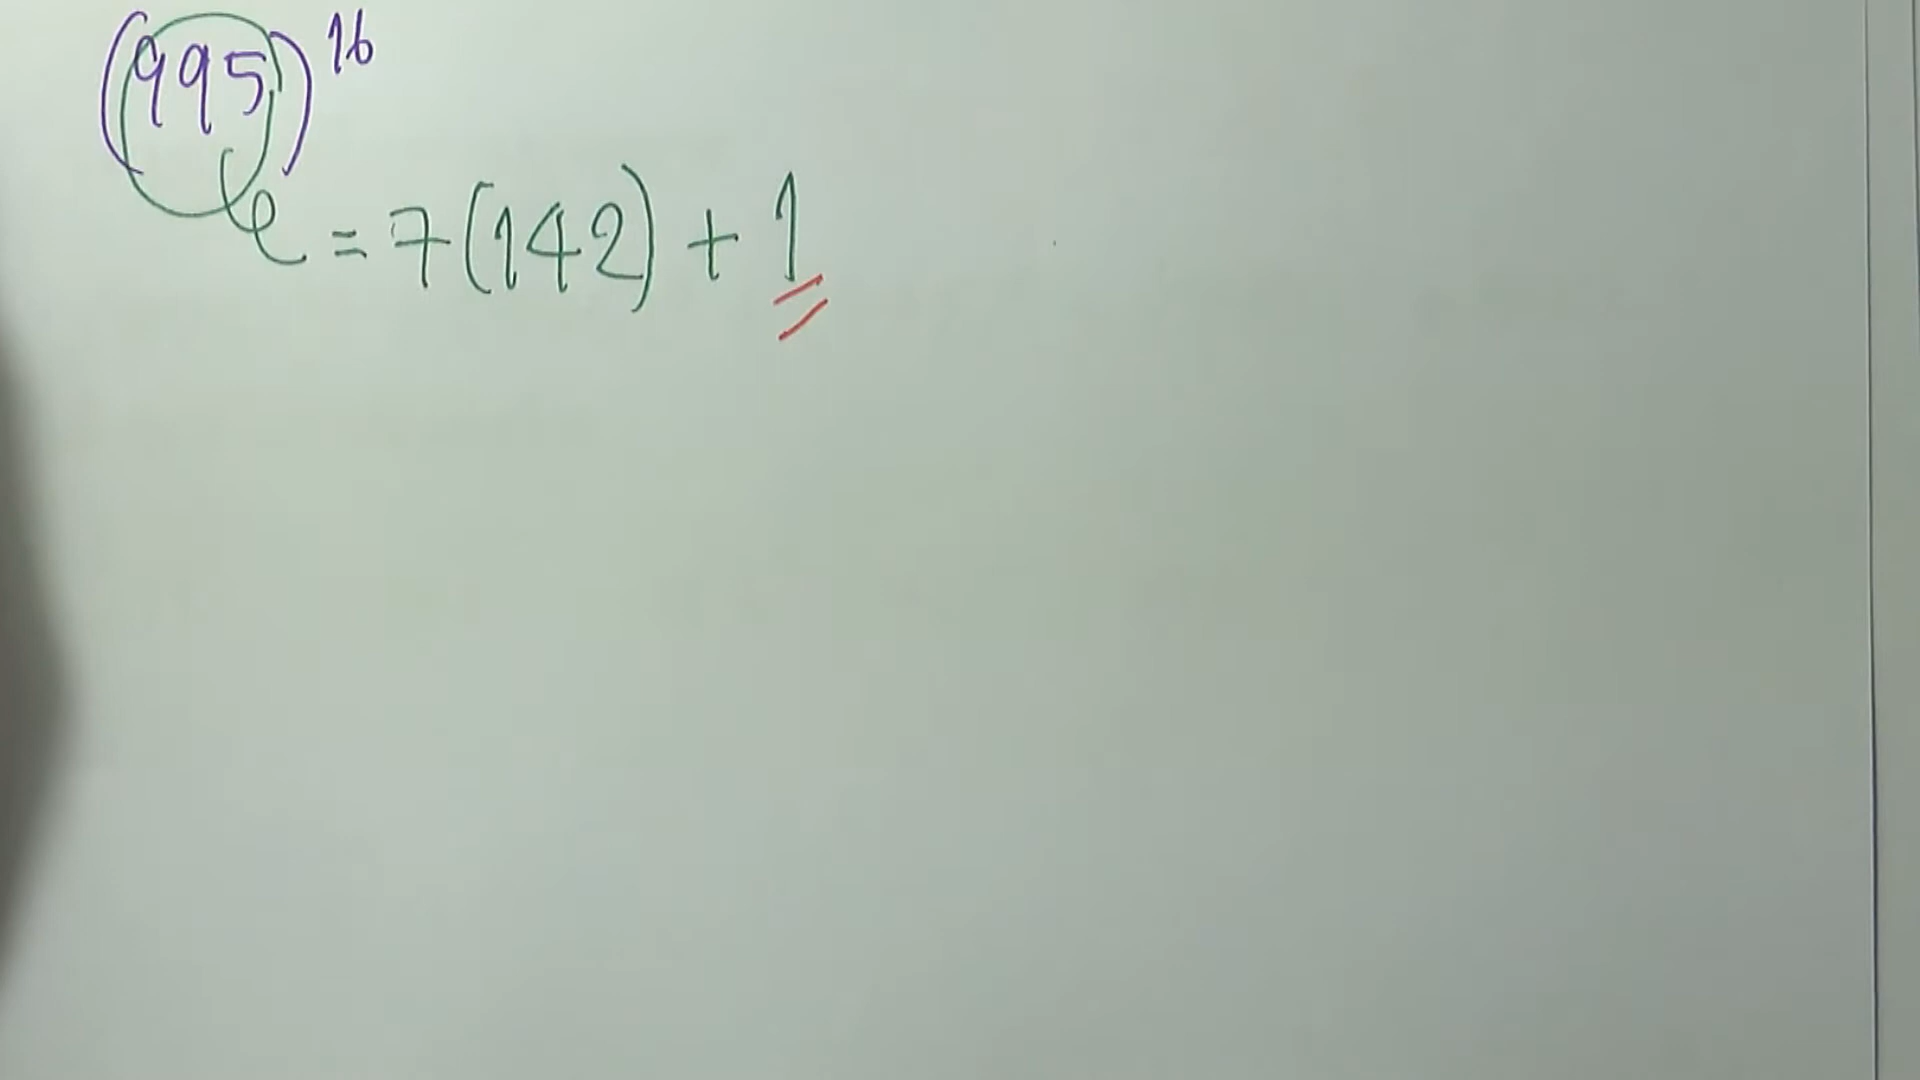 (995)^16
= 7(142) + 1